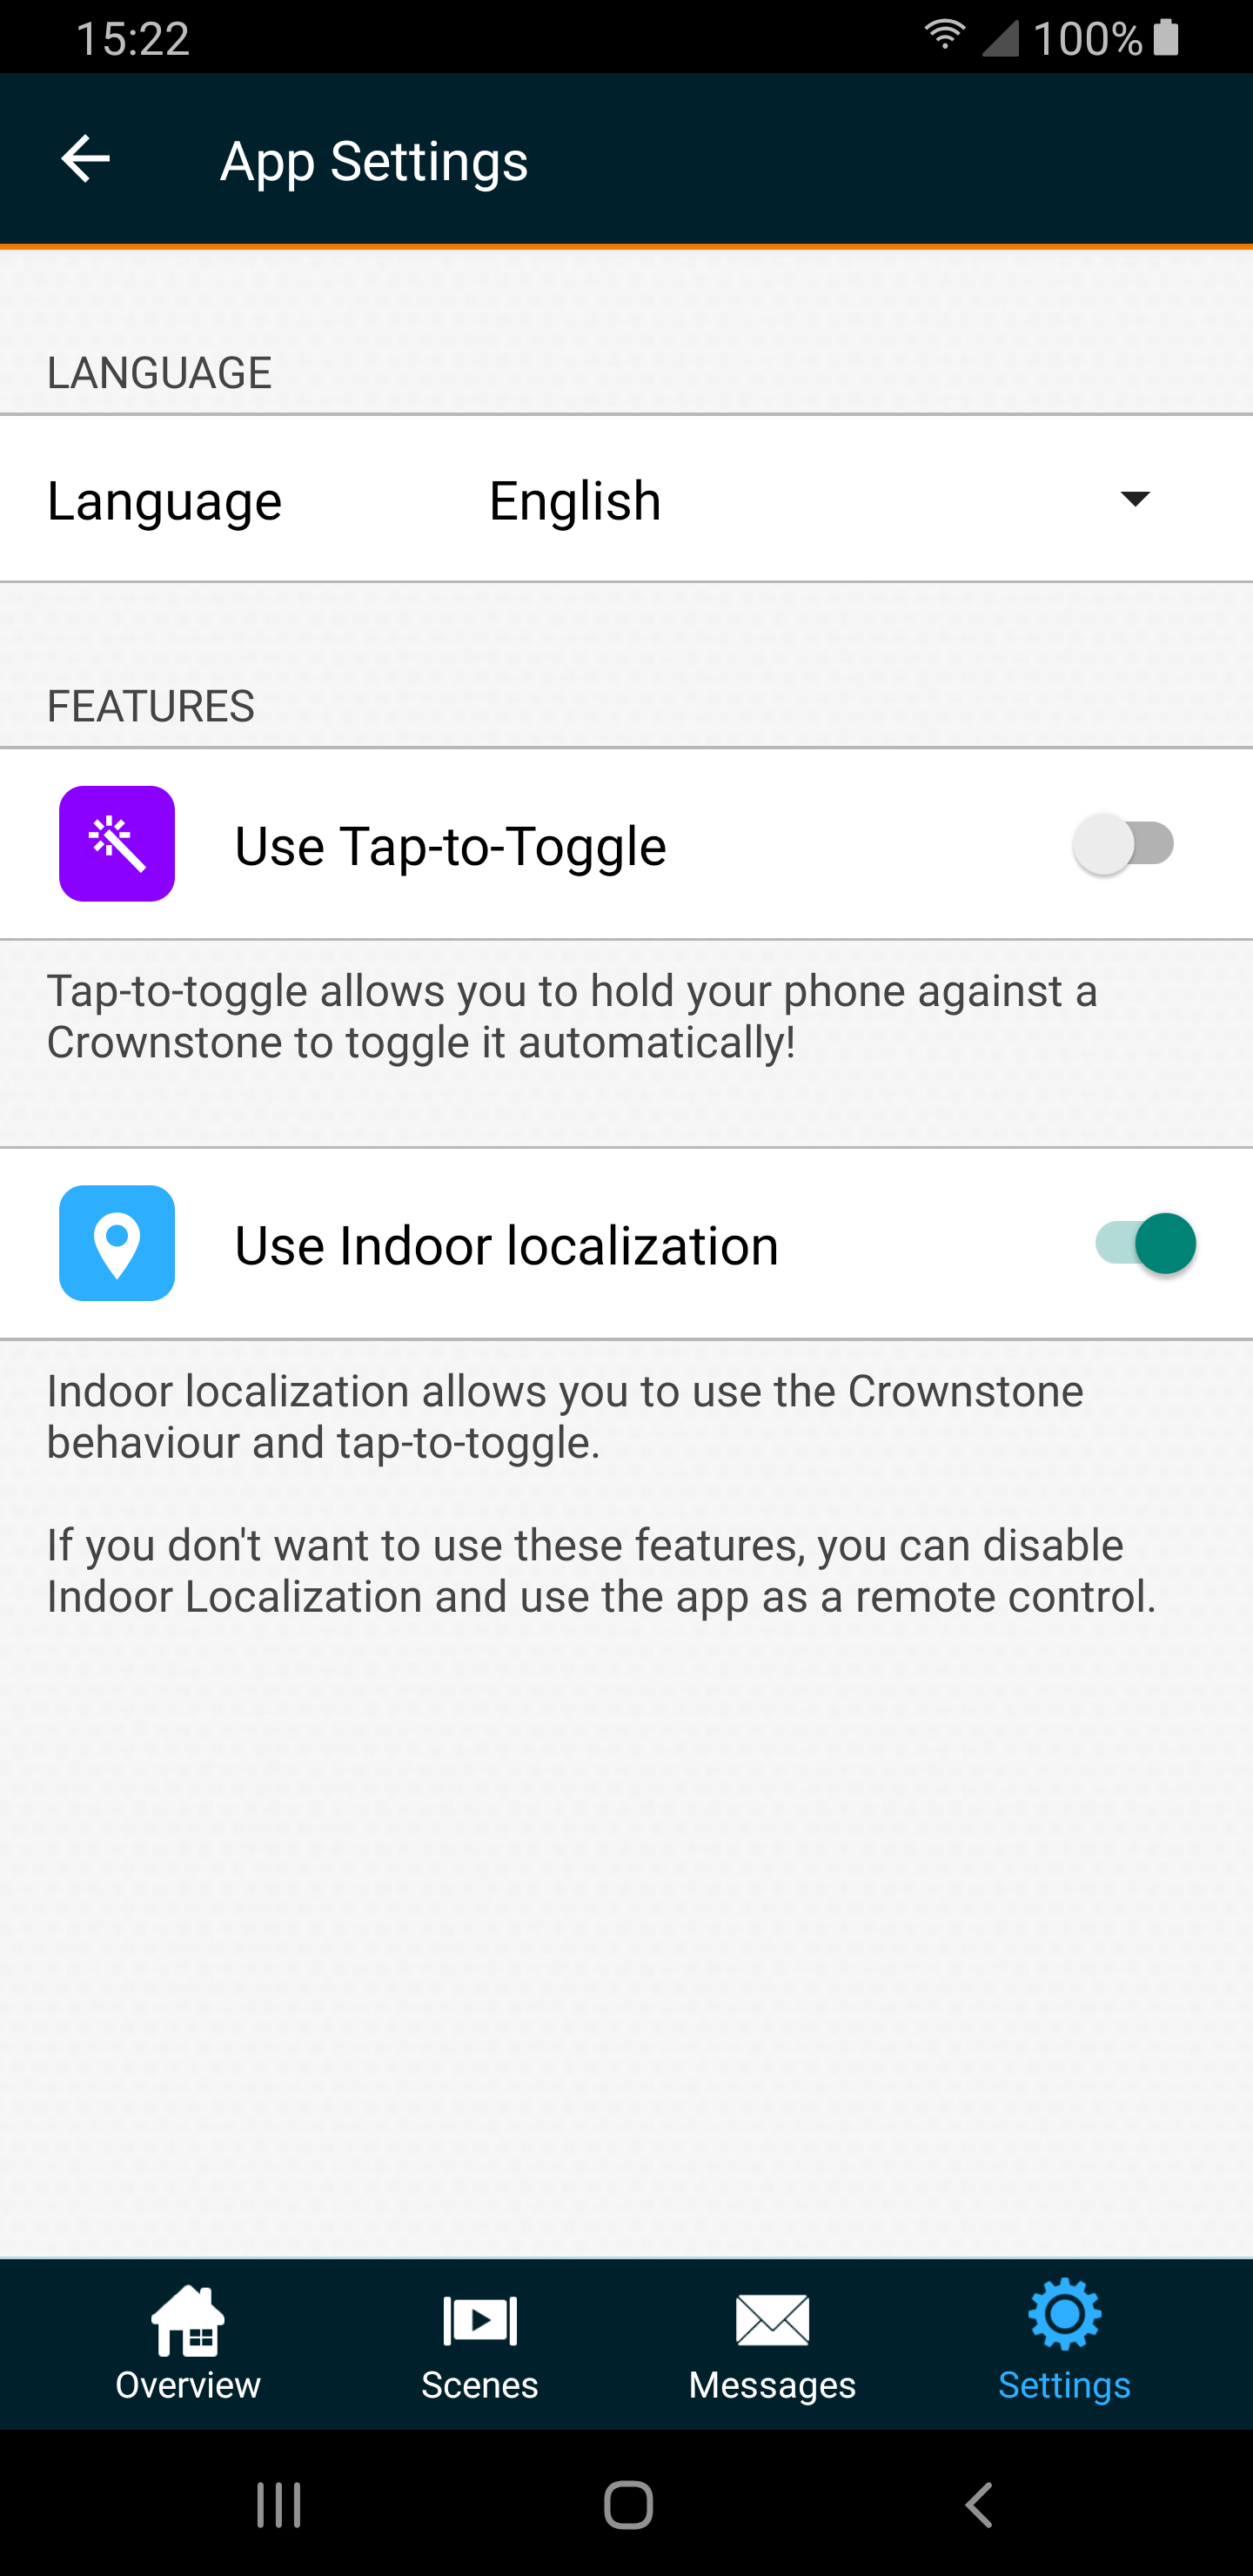 15:22 100%
App Settings
LANGUAGE
Language English
FEATURES
Use Tap-to-Toggle
Tap-to-toggle allows you to hold your phone against a
Crownstone to toggle it automatically!
Use Indoor localization
Indoor localization allows you to use the Crownstone
behaviour and tap-to-toggle.
If you don't want to use these features, you can disable
Indoor Localization and use the app as a remote control.
Overview Scenes Messages Settings